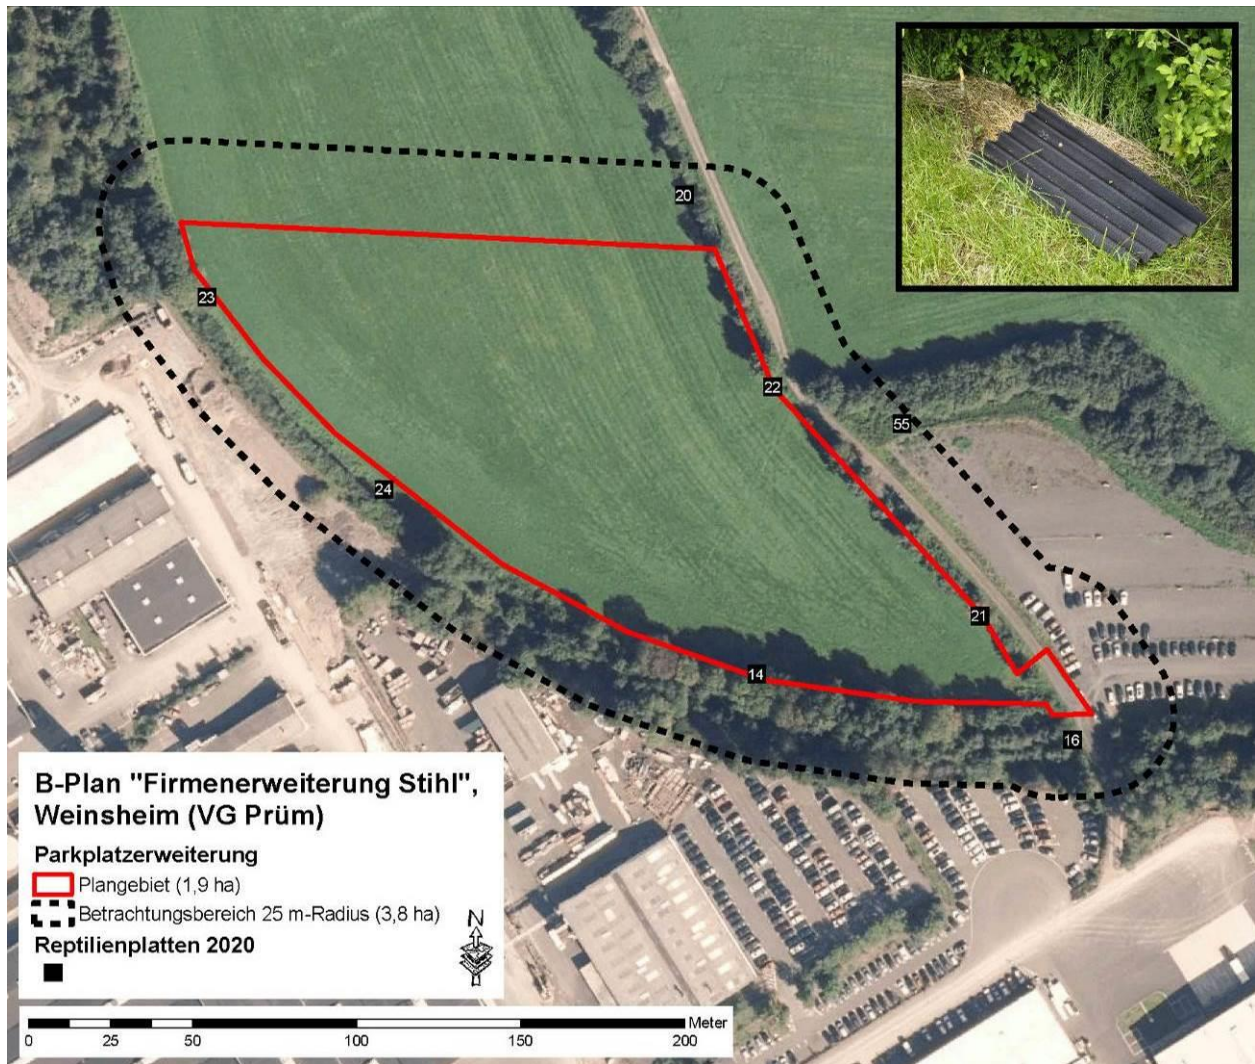 20
23
22
55
24
21
14
16
B-Plan "Firmenerweiterung Stihl",
Weinsheim (VG Prüm)
Parkplatzerweiterung
Plangebiet (1,9 ha)
Betrachtungsbereich 25 m-Radius (3,8 ha)
Reptilienplatten 2020
N
0 25 50 100 150 200 Meter